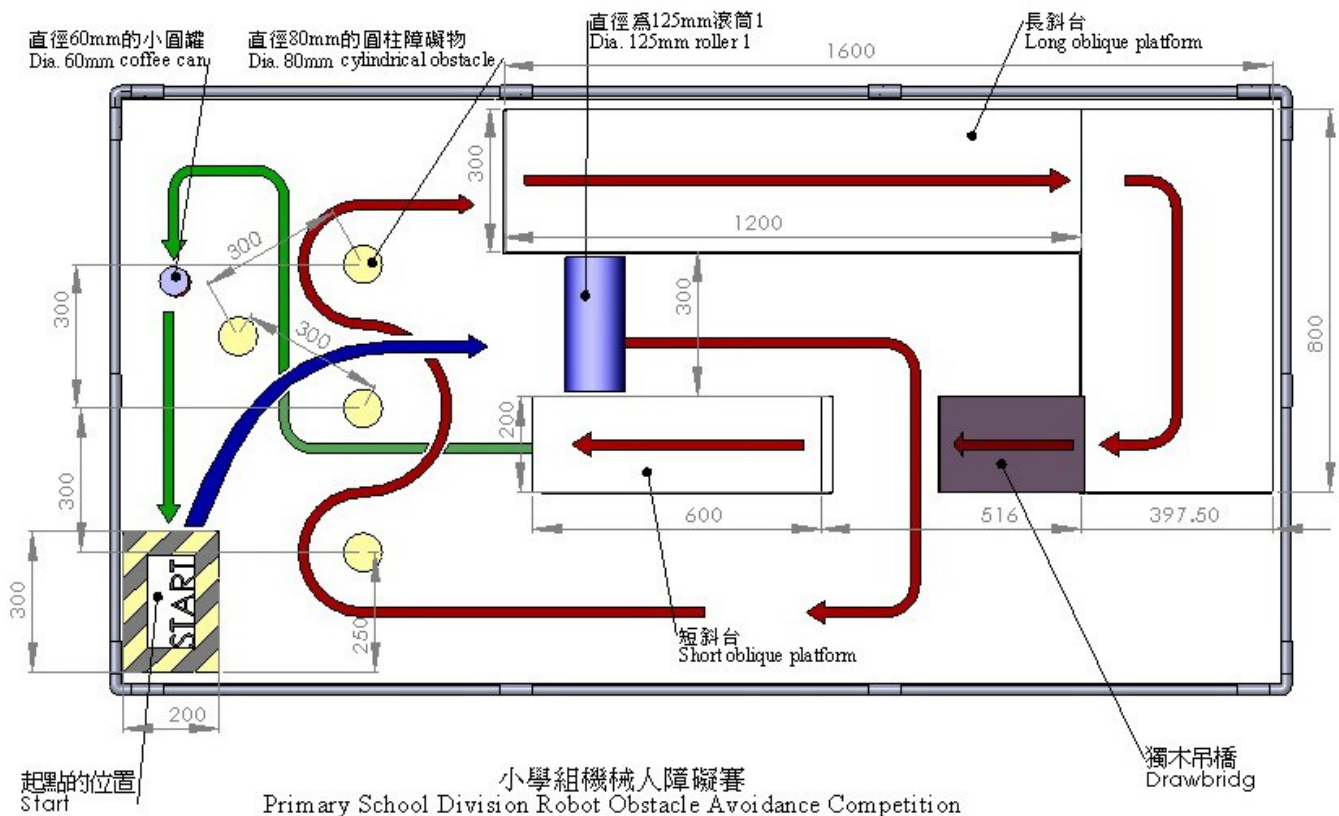 直徑60mm的小圓罐
Dia. 60mm coffee can
直徑80mm的圓柱障礙物
Dia. 80mm cylindrical obstacle
直徑爲125mm滾筒1
Dia. 125mm roller 1
長斜台
Long oblique platform
1600
300
1200
300
300
300
300
300
800
200
600
516
397.50
300
START
250
200
短斜台
Short oblique platform
起點的位置
Start
獨木吊橋
Drawbridg
小學組機械人障礙賽
Primary School Division Robot Obstacle Avoidance Competition